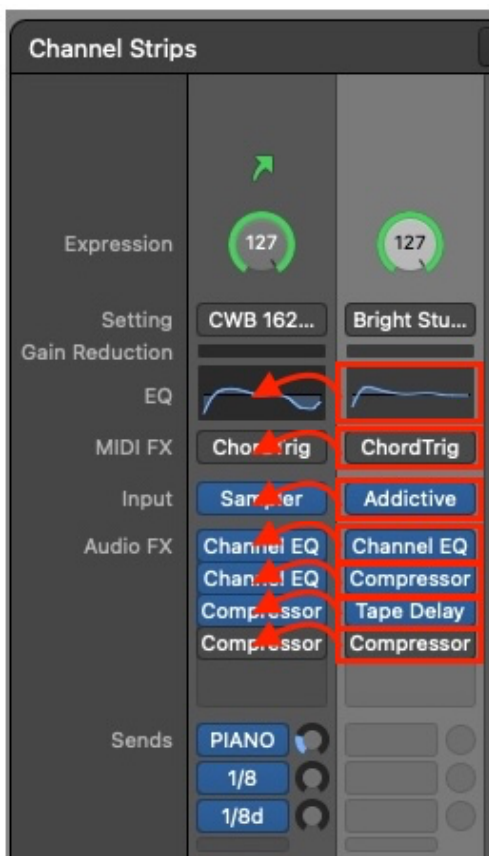 Channel Strips
Expression 127 127
Setting CWB 162... Bright Stu...
Gain Reduction
EQ
MIDI FX ChordTrig ChordTrig
Input Sampler Addictive
Audio FX Channel EQ Channel EQ
Channel EQ Compressor
Compressor Tape Delay
Compressor Compressor
Sends PIANO
1/8
1/8d